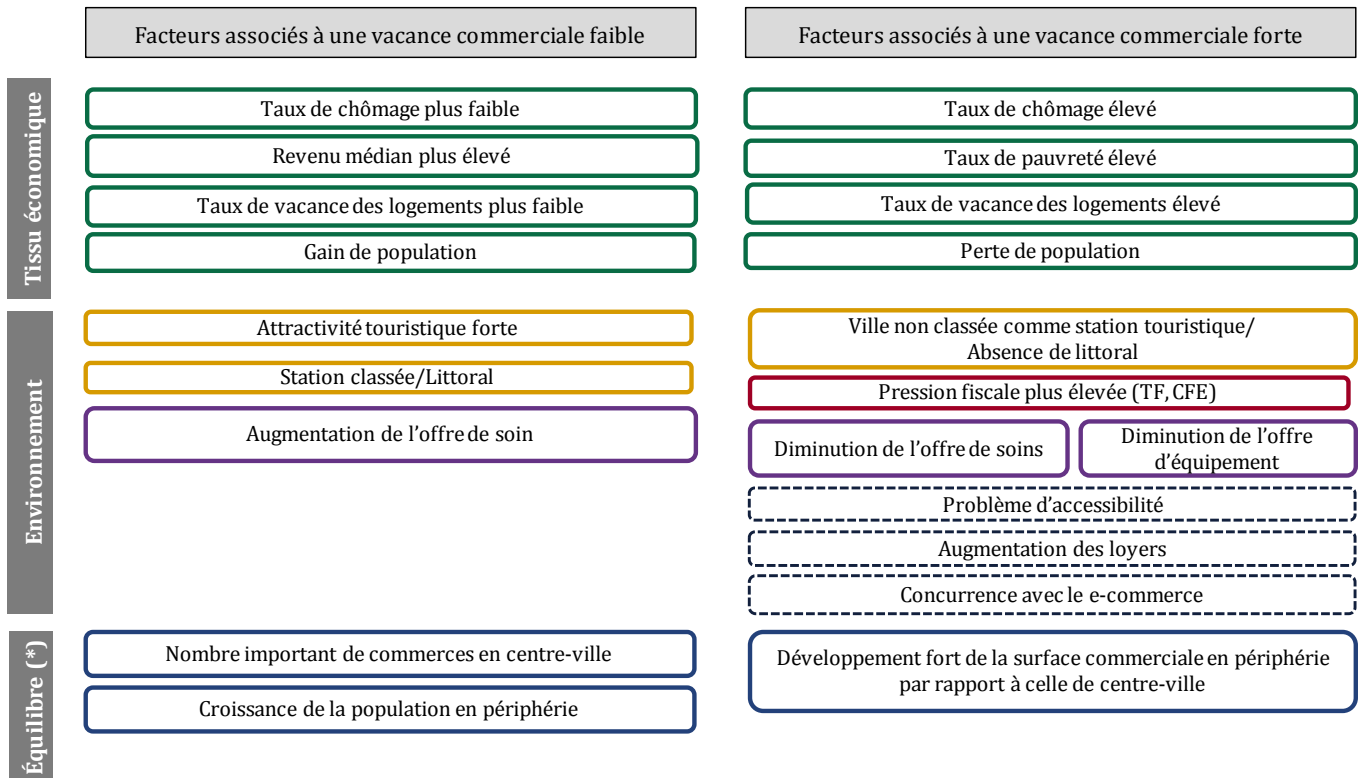 Facteurs associés à une vacance commerciale faible
Facteurs associés à une vacance commerciale forte
Tissu économique
Taux de chômage plus faible
Taux de chômage élevé
Revenu médian plus élevé
Taux de pauvreté élevé
Taux de vacance des logements plus faible
Taux de vacance des logements élevé
Gain de population
Perte de population
Environnement
Attractivité touristique forte
Ville non classée comme station touristique/
Absence de littoral
Station classée/Littoral
Pression fiscale plus élevée (TF, CFE)
Augmentation de l'offre de soin
Diminution de l'offre de soins
Diminution de l'offre
d'équipement
Problème d'accessibilité
Augmentation des loyers
Concurrence avec le e-commerce
Équilibre (*)
Nombre important de commerces en centre-ville
Développement fort de la surface commerciale en périphérie
par rapport à celle de centre-ville
Croissance de la population en périphérie